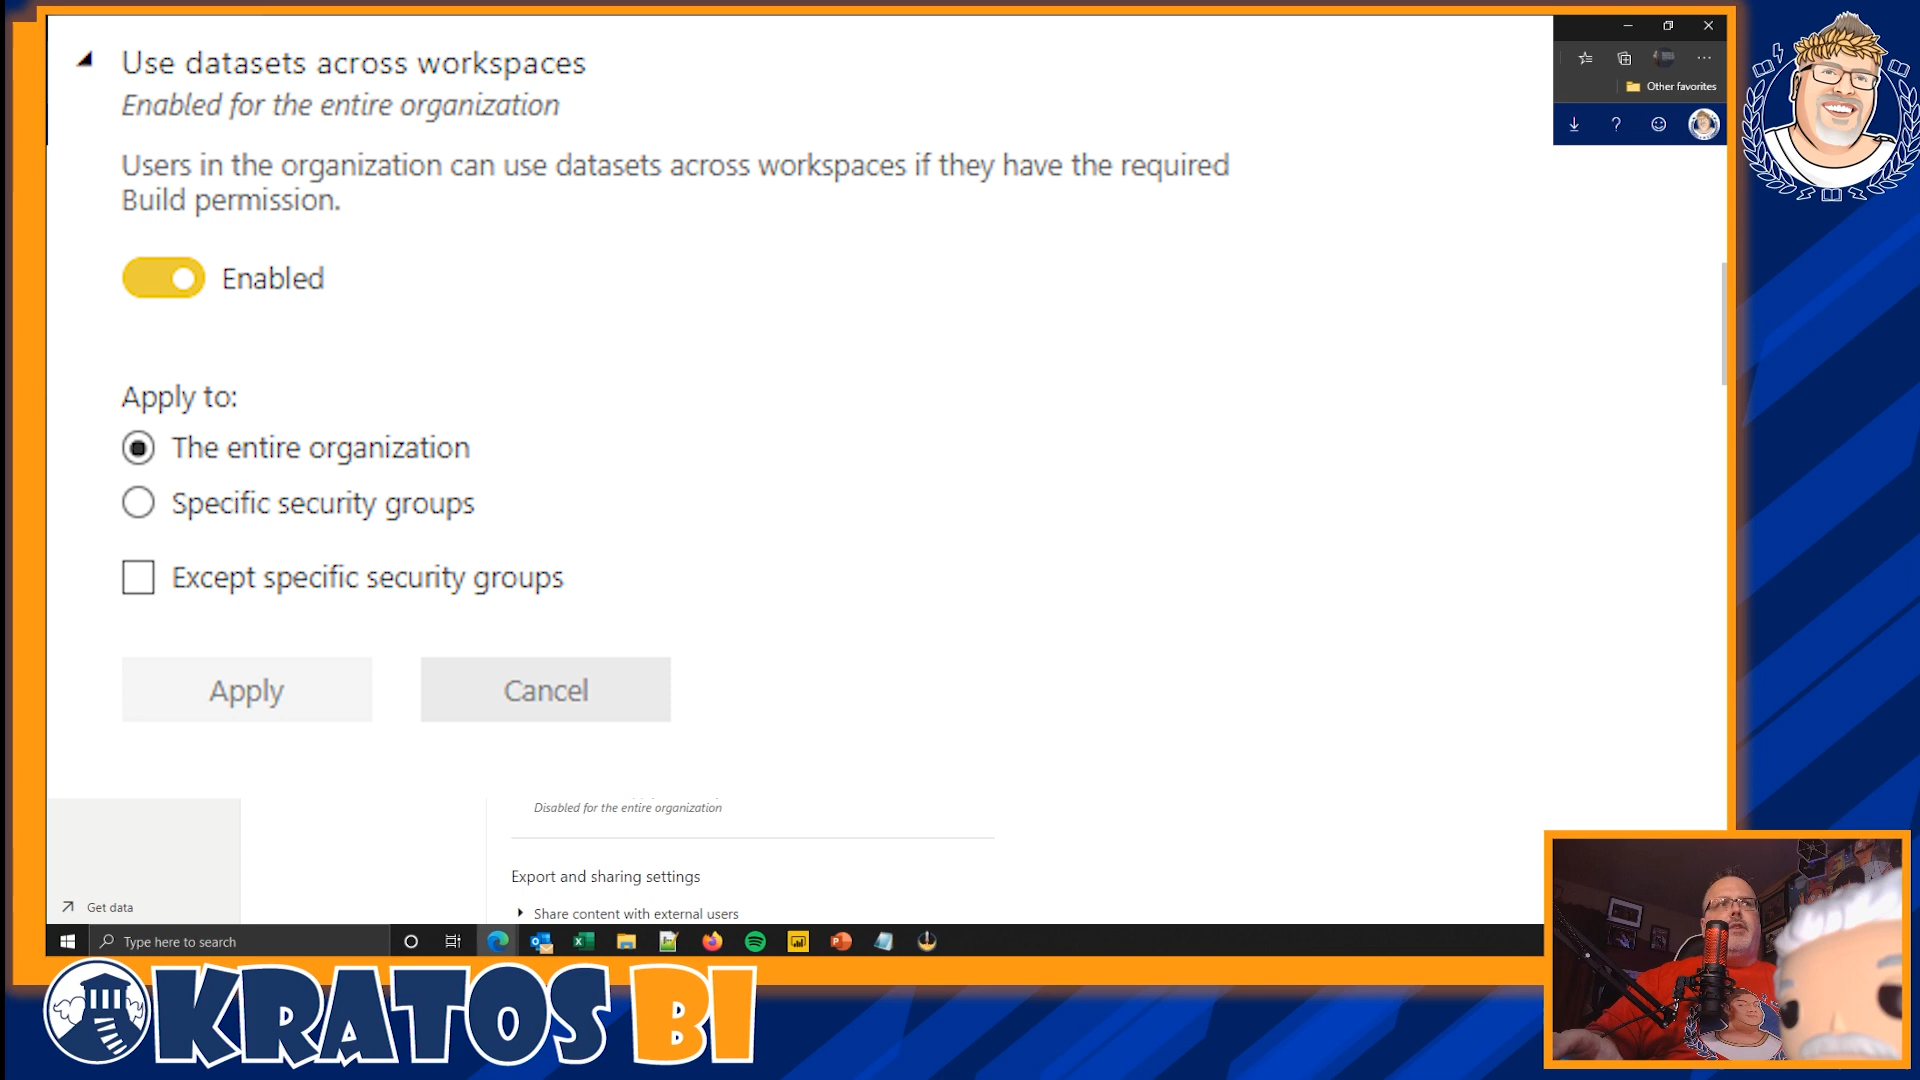 Use datasets across workspaces
Enabled for the entire organization
Users in the organization can use datasets across workspaces if they have the required
Build permission.
Enabled
Apply to:
The entire organization
Specific security groups
Except specific security groups
Apply
Cancel
Other favorites
Disabled for the entire organization
Export and sharing settings
Share content with external users
Get data
Type here to search
KRATOS BI